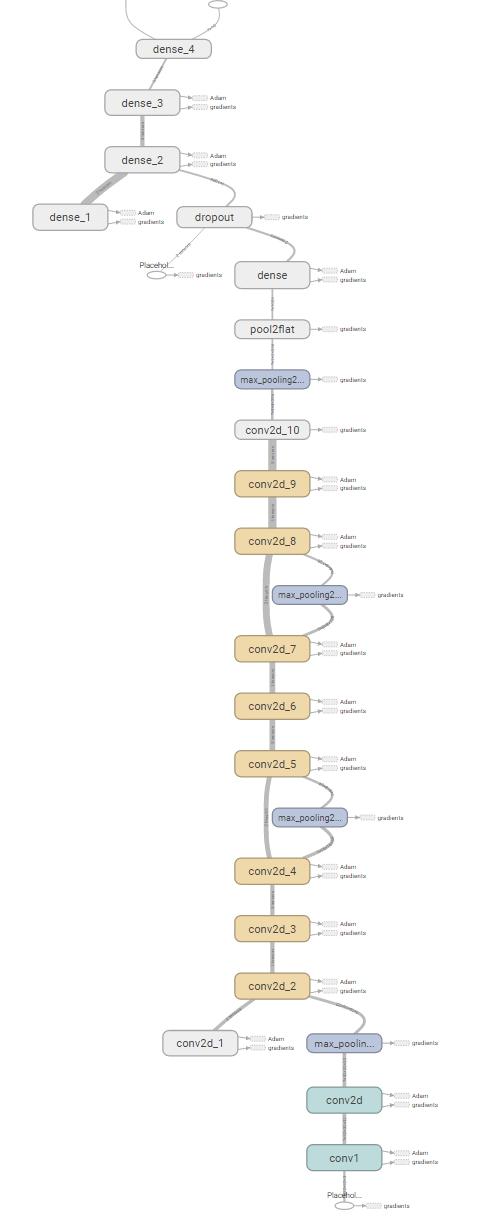 dense_4
dense_3
Adam
gradients
dense_2
Adam
gradients
dense_1
Adam
gradients
dropout
gradients
Placehol...
gradients
dense
Adam
gradients
pool2flat
gradients
max_pooling2...
gradients
conv2d_10
gradients
conv2d_9
Adam
gradients
conv2d_8
Adam
gradients
max_pooling2...
gradients
conv2d_7
Adam
gradients
conv2d_6
Adam
gradients
conv2d_5
Adam
gradients
max_pooling2...
gradients
conv2d_4
Adam
gradients
conv2d_3
Adam
gradients
conv2d_2
Adam
gradients
conv2d_1
Adam
gradients
max_poolin...
gradients
conv2d
Adam
gradients
conv1
Adam
gradients
Placehol...
gradients